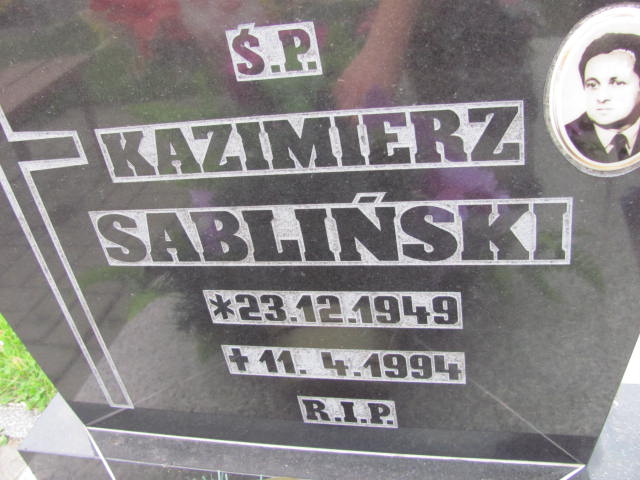 Ś.P.
KAZIMIERZ
SABLIŃSKI
*23.12.1949
✝11. 4.1994
R.I.P.